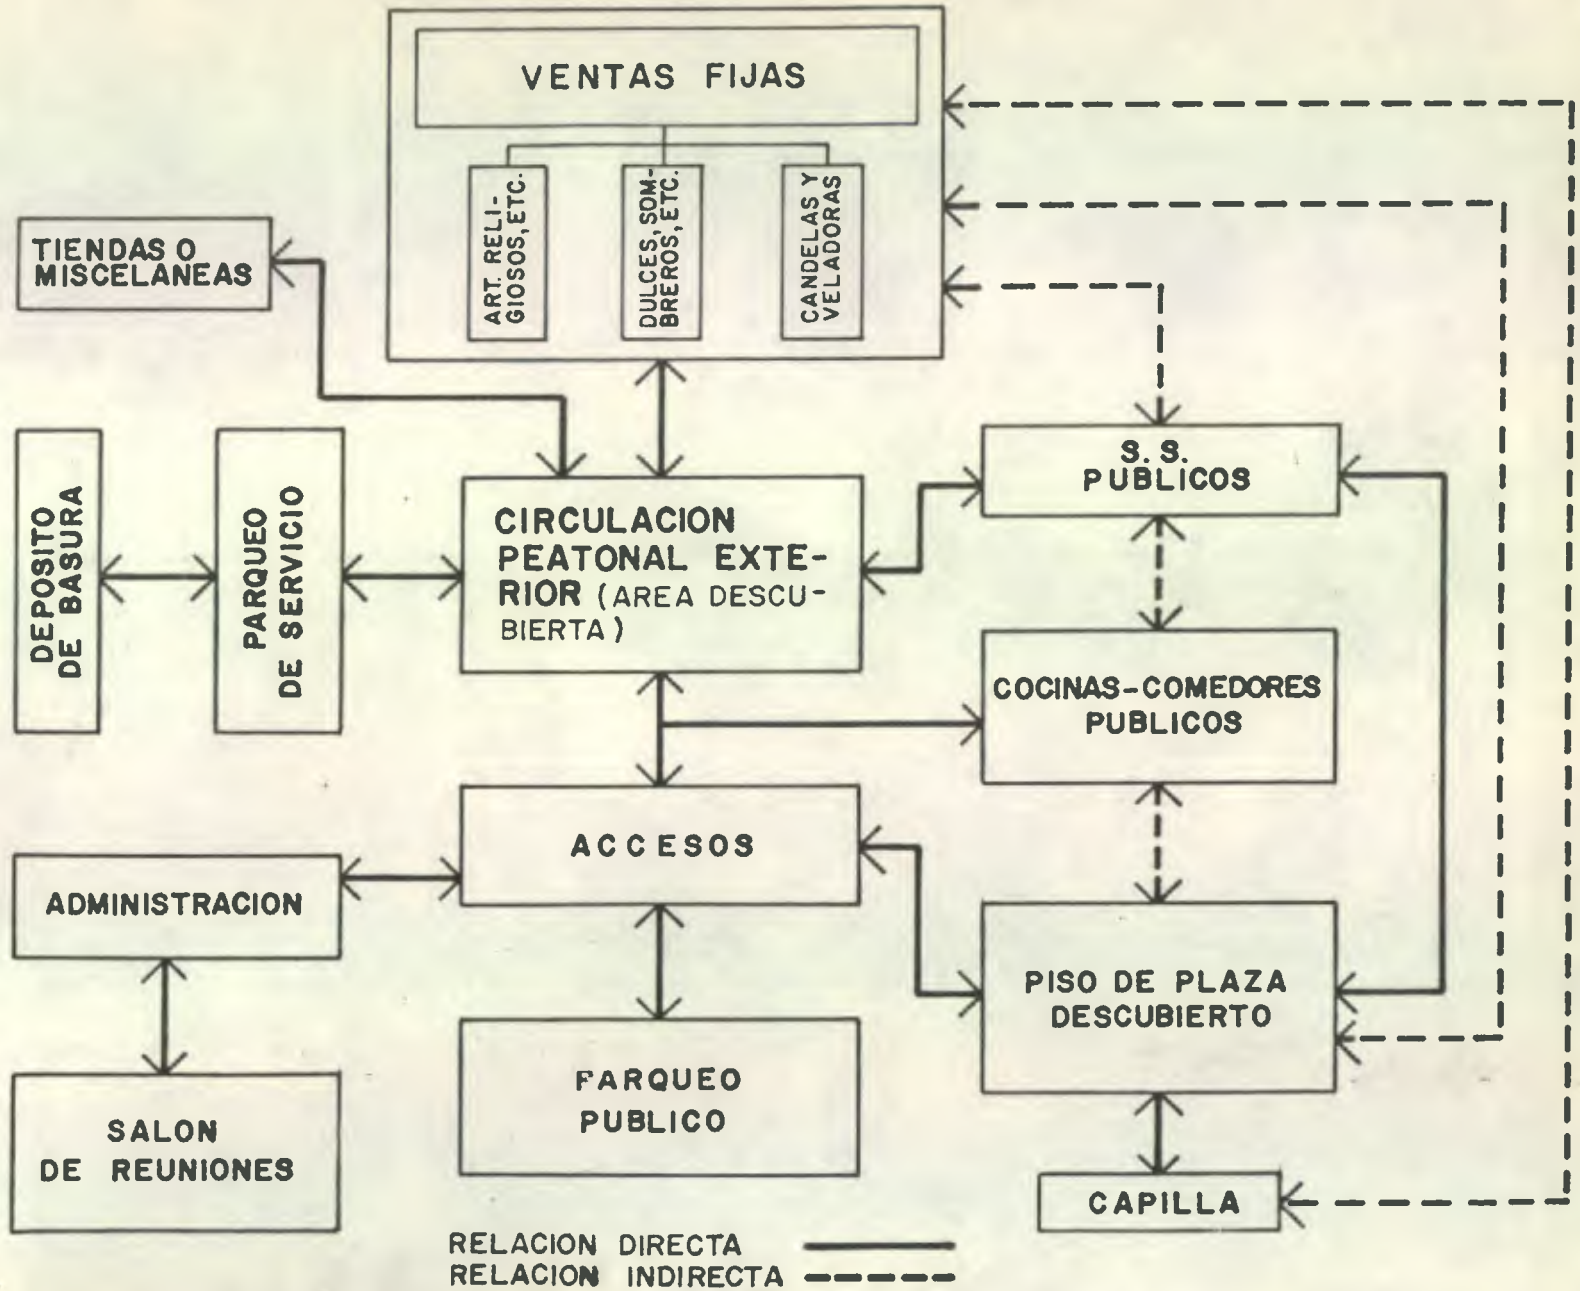 VENTAS FIJAS
ART. RELI-
GIOSOS, ETC.
DULCES, SOM-
BREROS, ETC.
CANDELAS Y
VELADORAS
TIENDAS O
MISCELANEAS
DEPOSITO
DE BASURA
PARQUEO
DE SERVICIO
CIRCULACION
PEATONAL EXTE-
RIOR (AREA DESCU-
BIERTA)
S. S.
PUBLICOS
COCINAS-COMEDORES
PUBLICOS
ACCESOS
ADMINISTRACION
PISO DE PLAZA
DESCUBIERTO
SALON
DE REUNIONES
PARQUEO
PUBLICO
CAPILLA
RELACION DIRECTA
RELACION INDIRECTA